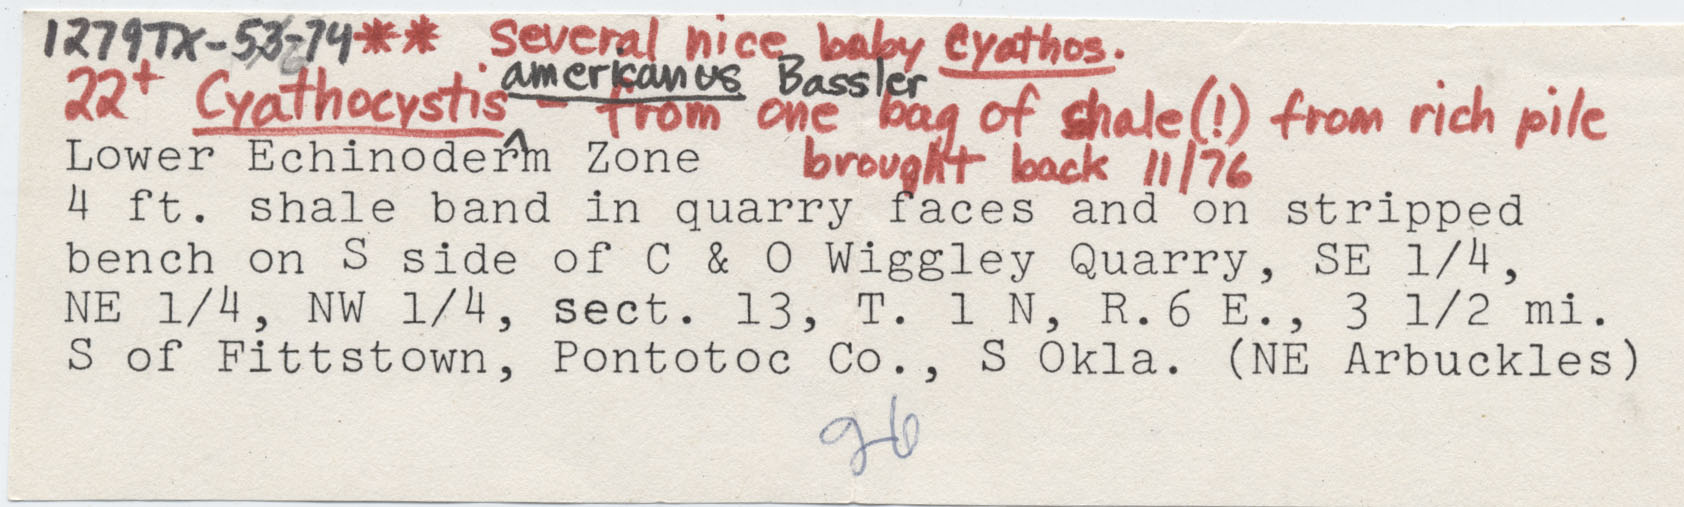 1279TX-53-74** Several nice baby Cyathos.
americanus Bassler
22+ Cyathocystis ^ - from one bag of shale(!) from rich pile
brought back 11/76
Lower Echinoderm Zone
4 ft. shale band in quarry faces and on stripped
bench on S side of C & O Wiggley Quarry, SE 1/4,
NE 1/4, NW 1/4, sect. 13, T. 1 N, R.6 E., 3 1/2 mi.
S of Fittstown, Pontotoc Co., S Okla. (NE Arbuckles)
26